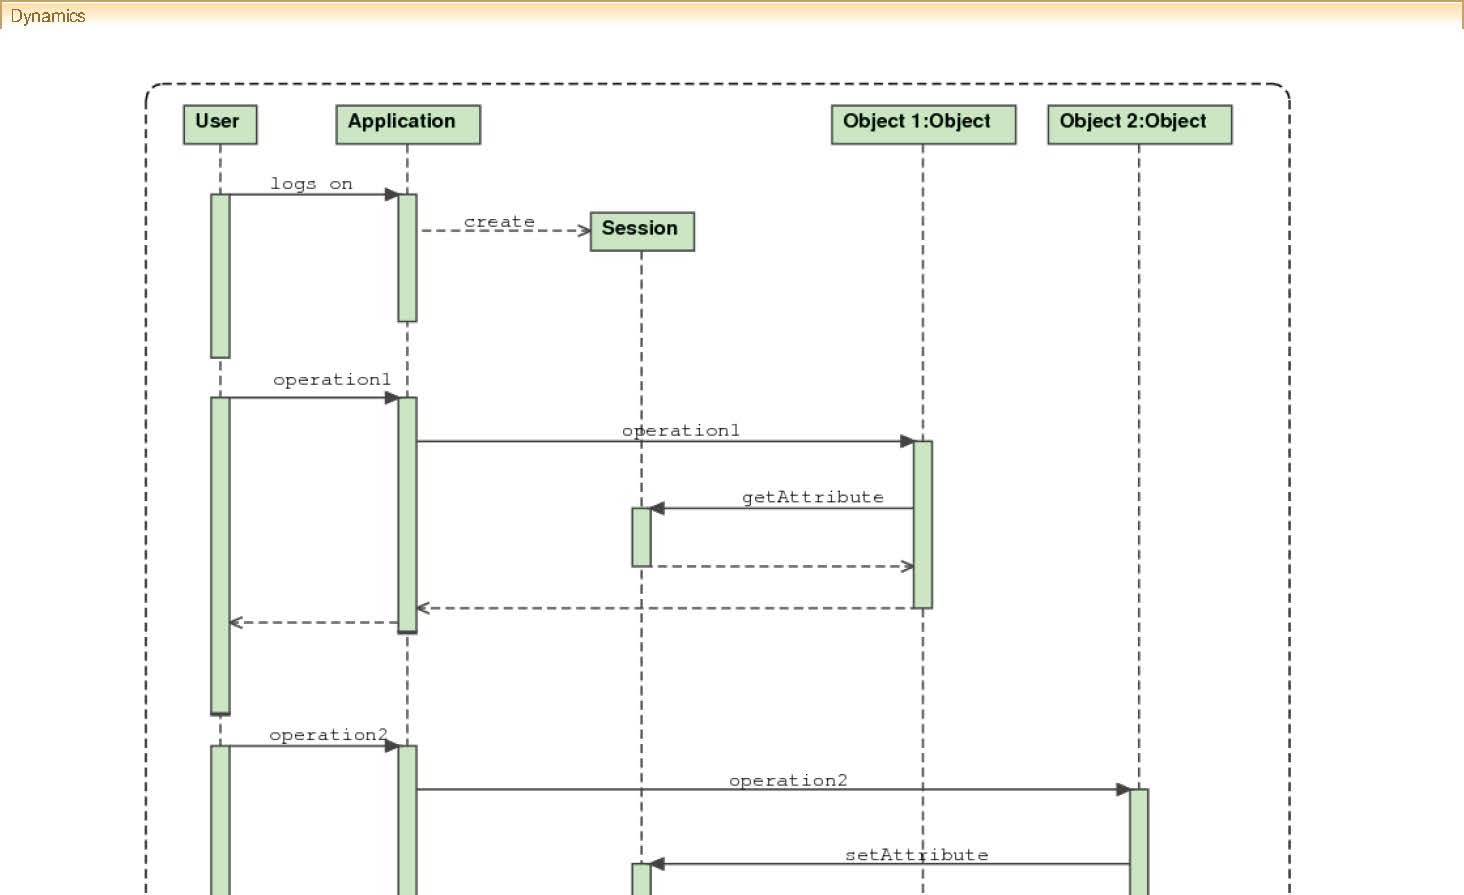 Dynamics
User
Application
Object 1:Object
Object 2:Object
logs on
create
Session
operation1
operation1
getAttribute
operation2
operation2
setAttribute